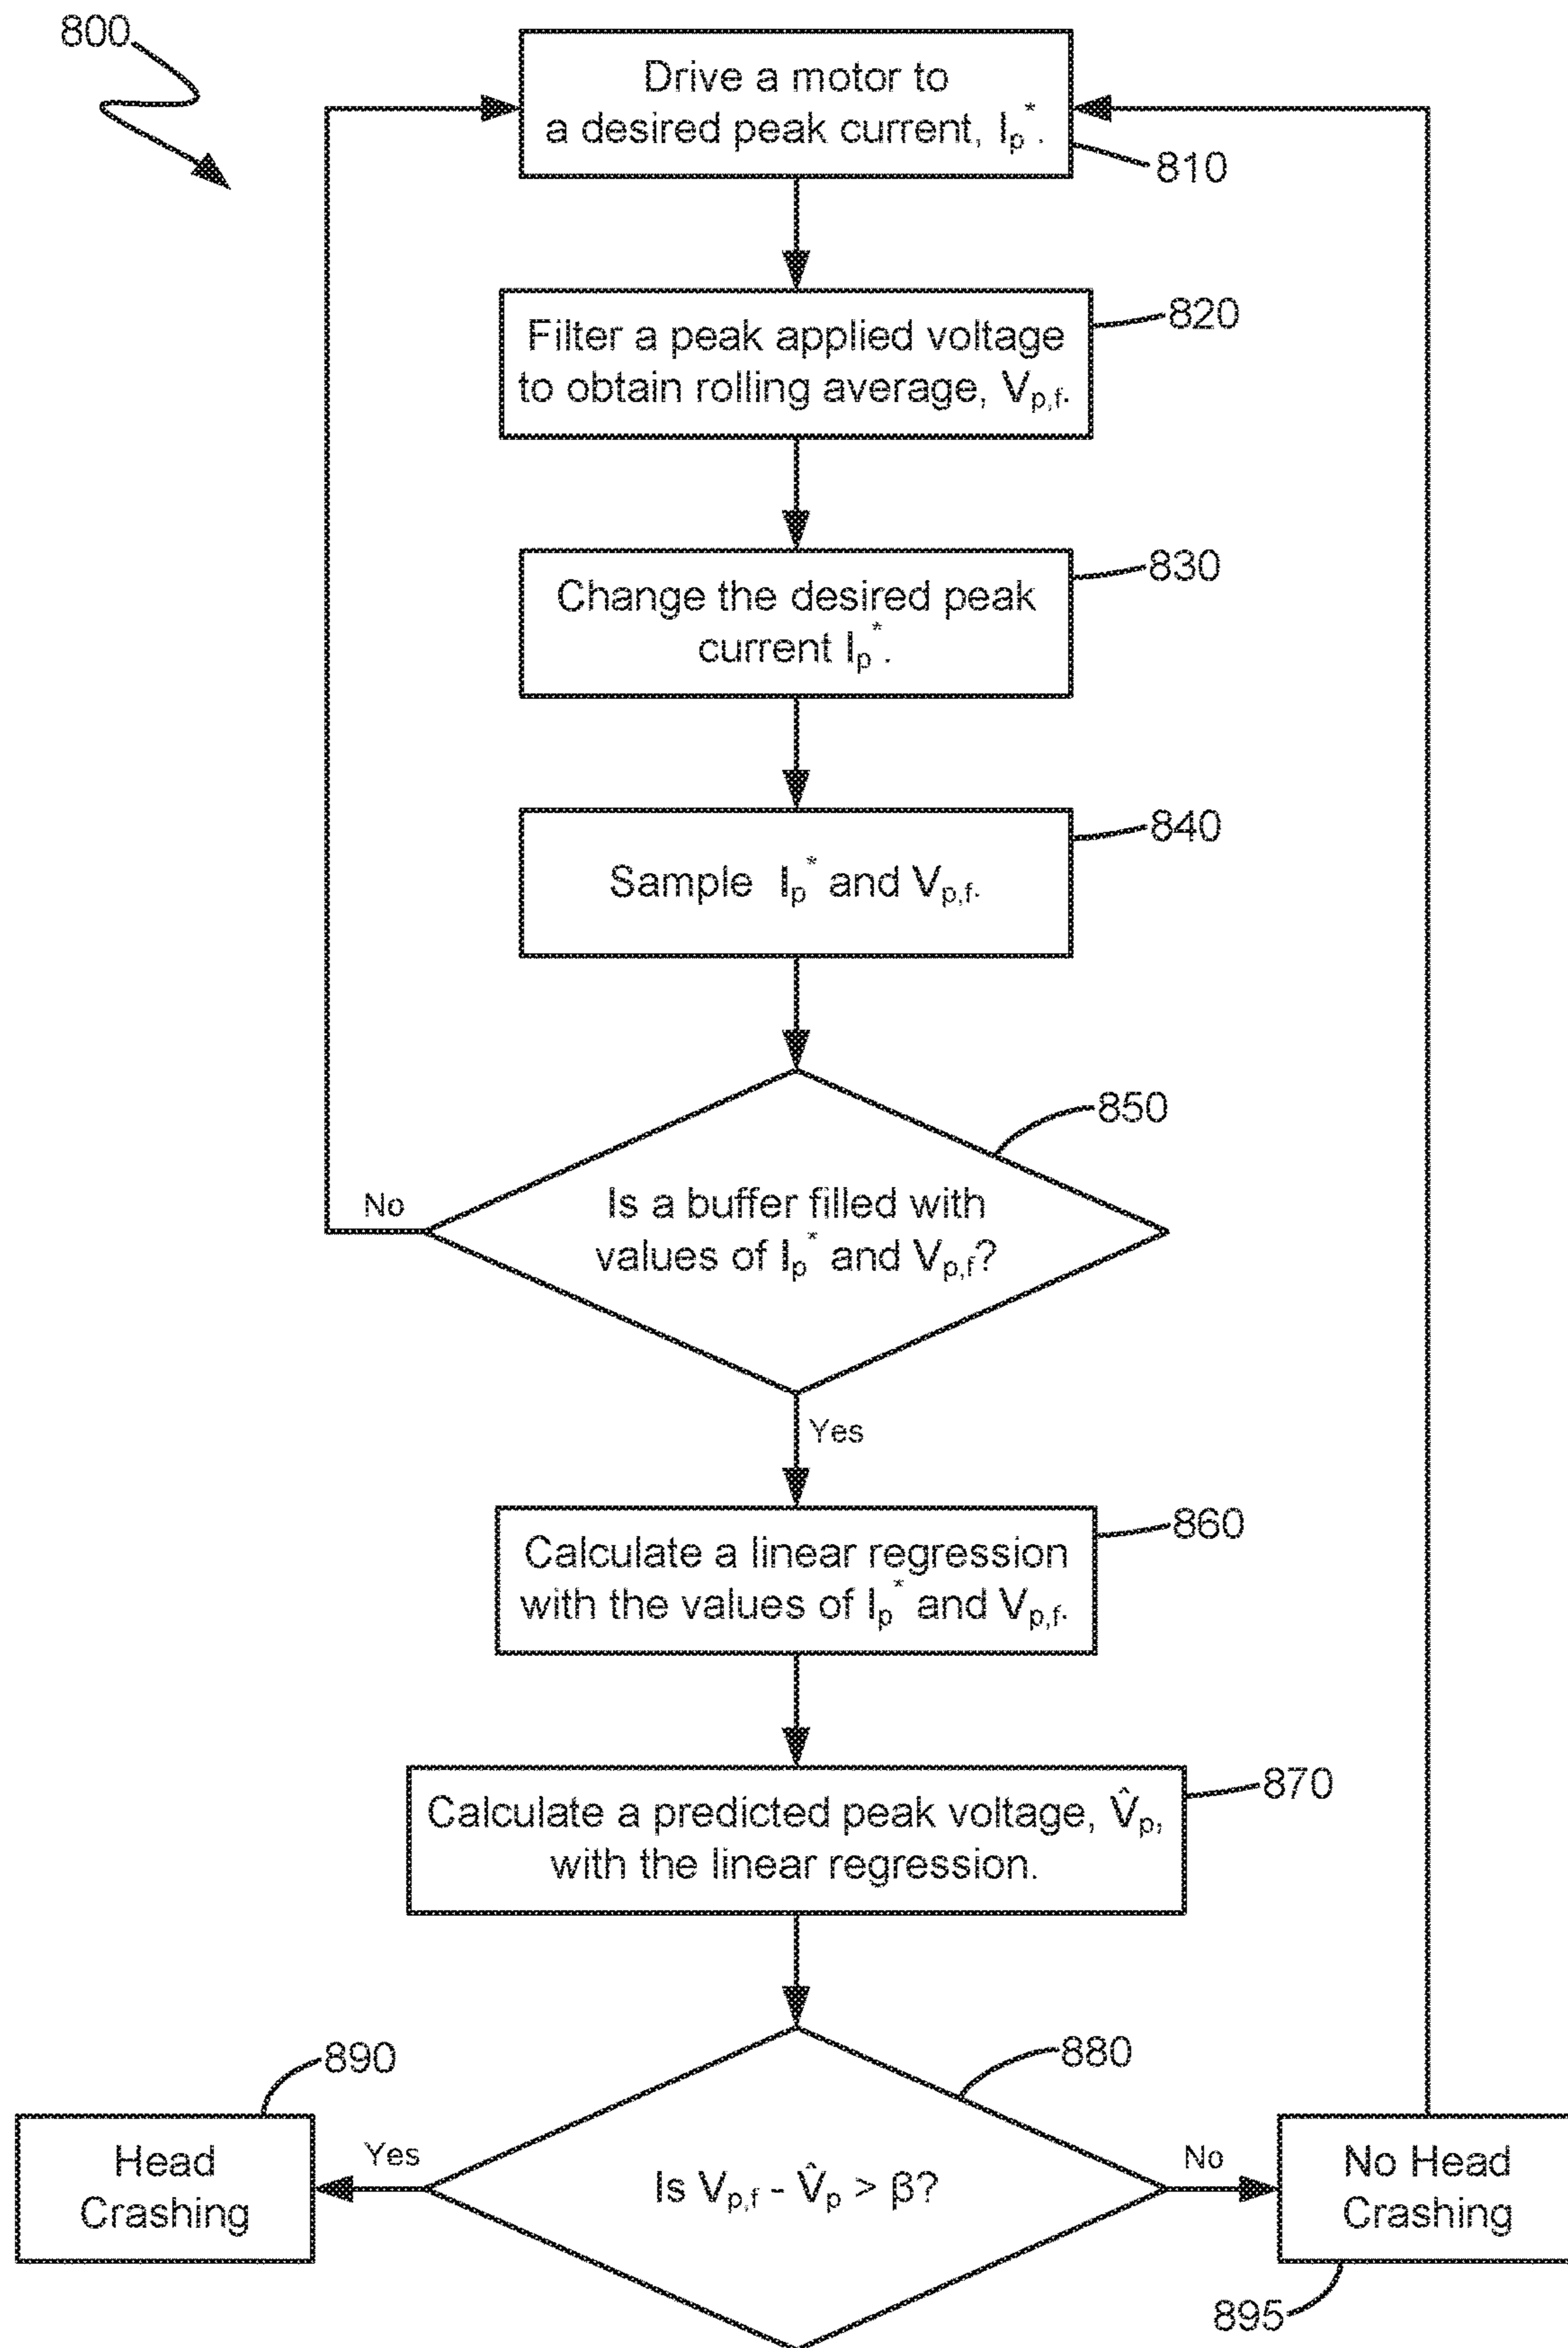 800
Drive a motor to
a desired peak current, Iₚ*.
810
Filter a peak applied voltage
to obtain rolling average, Vₚ,f.
820
Change the desired peak
current Iₚ*.
830
Sample Iₚ* and Vₚ,f.
840
850
Is a buffer filled with
values of Iₚ* and Vₚ,f?
No
Yes
Calculate a linear regression
with the values of Iₚ* and Vₚ,f.
860
Calculate a predicted peak voltage, V̂ₚ,
with the linear regression.
870
880
Is Vₚ,f - V̂ₚ > β?
Yes
No
890
Head
Crashing
No Head
Crashing
895